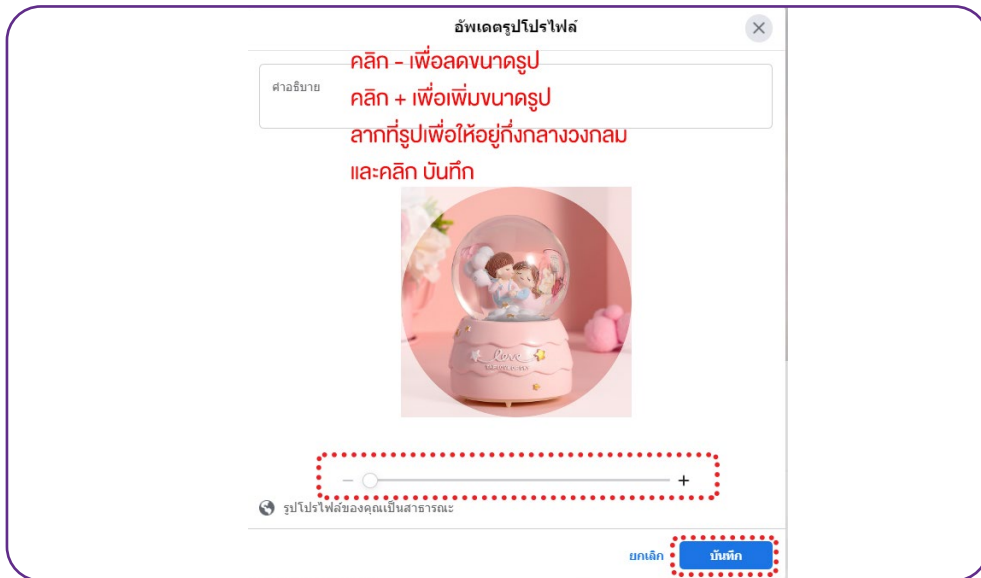 อัพเดตรูปโปรไฟล์
คลิก - เพื่อลดขนาดรูป
คำอธิบาย
คลิก + เพื่อเพิ่มขนาดรูป
ลากที่รูปเพื่อให้อยู่กึ่งกลางวงกลม
และคลิก บันทึก
Love
- +
รูปโปรไฟล์ของคุณเป็นสาธารณะ
ยกเลิก บันทึก